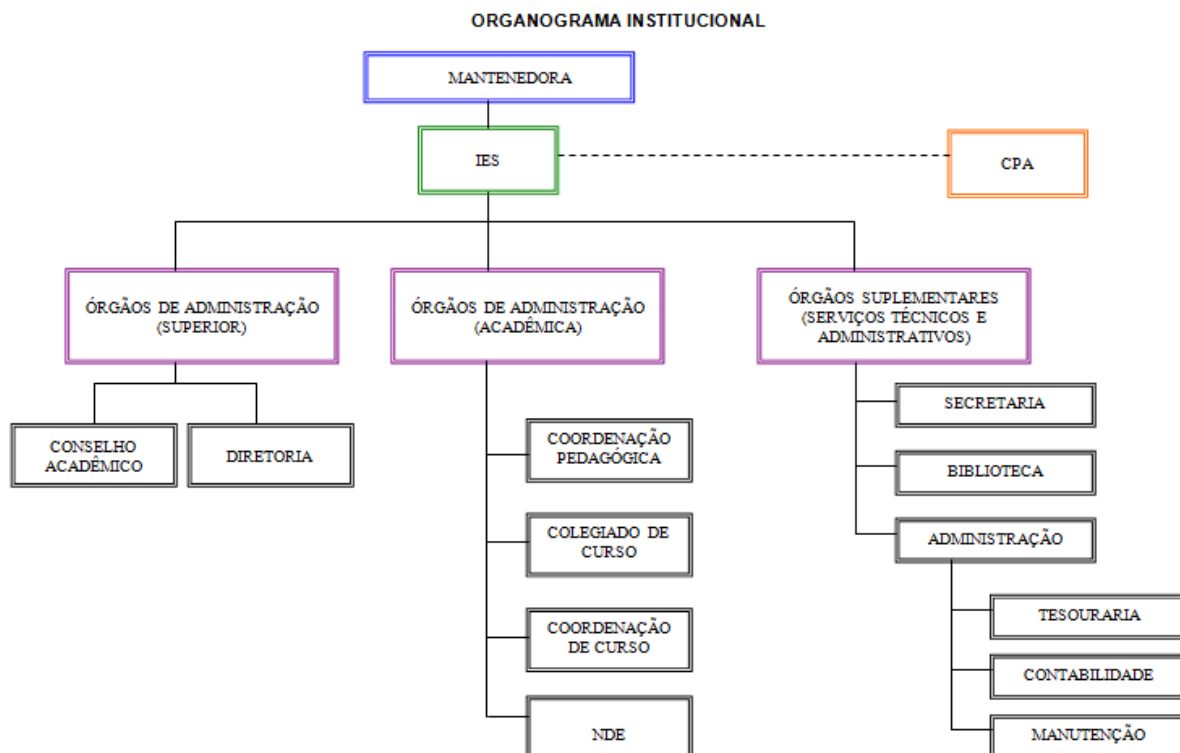 ORGANOGRAMA INSTITUCIONAL
MANTENEDORA
IES
CPA
ÓRGÃOS DE ADMINISTRAÇÃO
(SUPERIOR)
ÓRGÃOS DE ADMINISTRAÇÃO
(ACADÊMICA)
ÓRGÃOS SUPLEMENTARES
(SERVIÇOS TÉCNICOS E
ADMINISTRATIVOS)
CONSELHO
ACADÊMICO
DIRETORIA
COORDENAÇÃO
PEDAGÓGICA
COLEGIADO DE
CURSO
COORDENAÇÃO
DE CURSO
NDE
SECRETARIA
BIBLIOTECA
ADMINISTRAÇÃO
TESOURARIA
CONTABILIDADE
MANUTENÇÃO